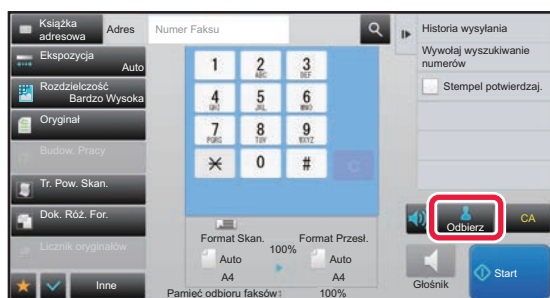 Książka
adresowa
Adres
Numer Faksu
Ekspozycja
Auto
Rozdzielczość
Bardzo Wysoka
Oryginał
Budow. Pracy
Tr. Pow. Skan.
Dok. Róż. For.
Licznik oryginałów
Inne
1
2
ABC
3
DEF
4
GHI
5
JKL
6
MNO
7
PQRS
8
TUV
9
WXYZ
0
#
C
Format Skan.
100%
Format Przesł.
Auto
A4
Auto
A4
Pamięć odbioru faksów:
100%
Historia wysyłania
Wywołaj wyszukiwanie
numerów
Stempel potwierdzaj.
Odbierz
CA
Głośnik
Start